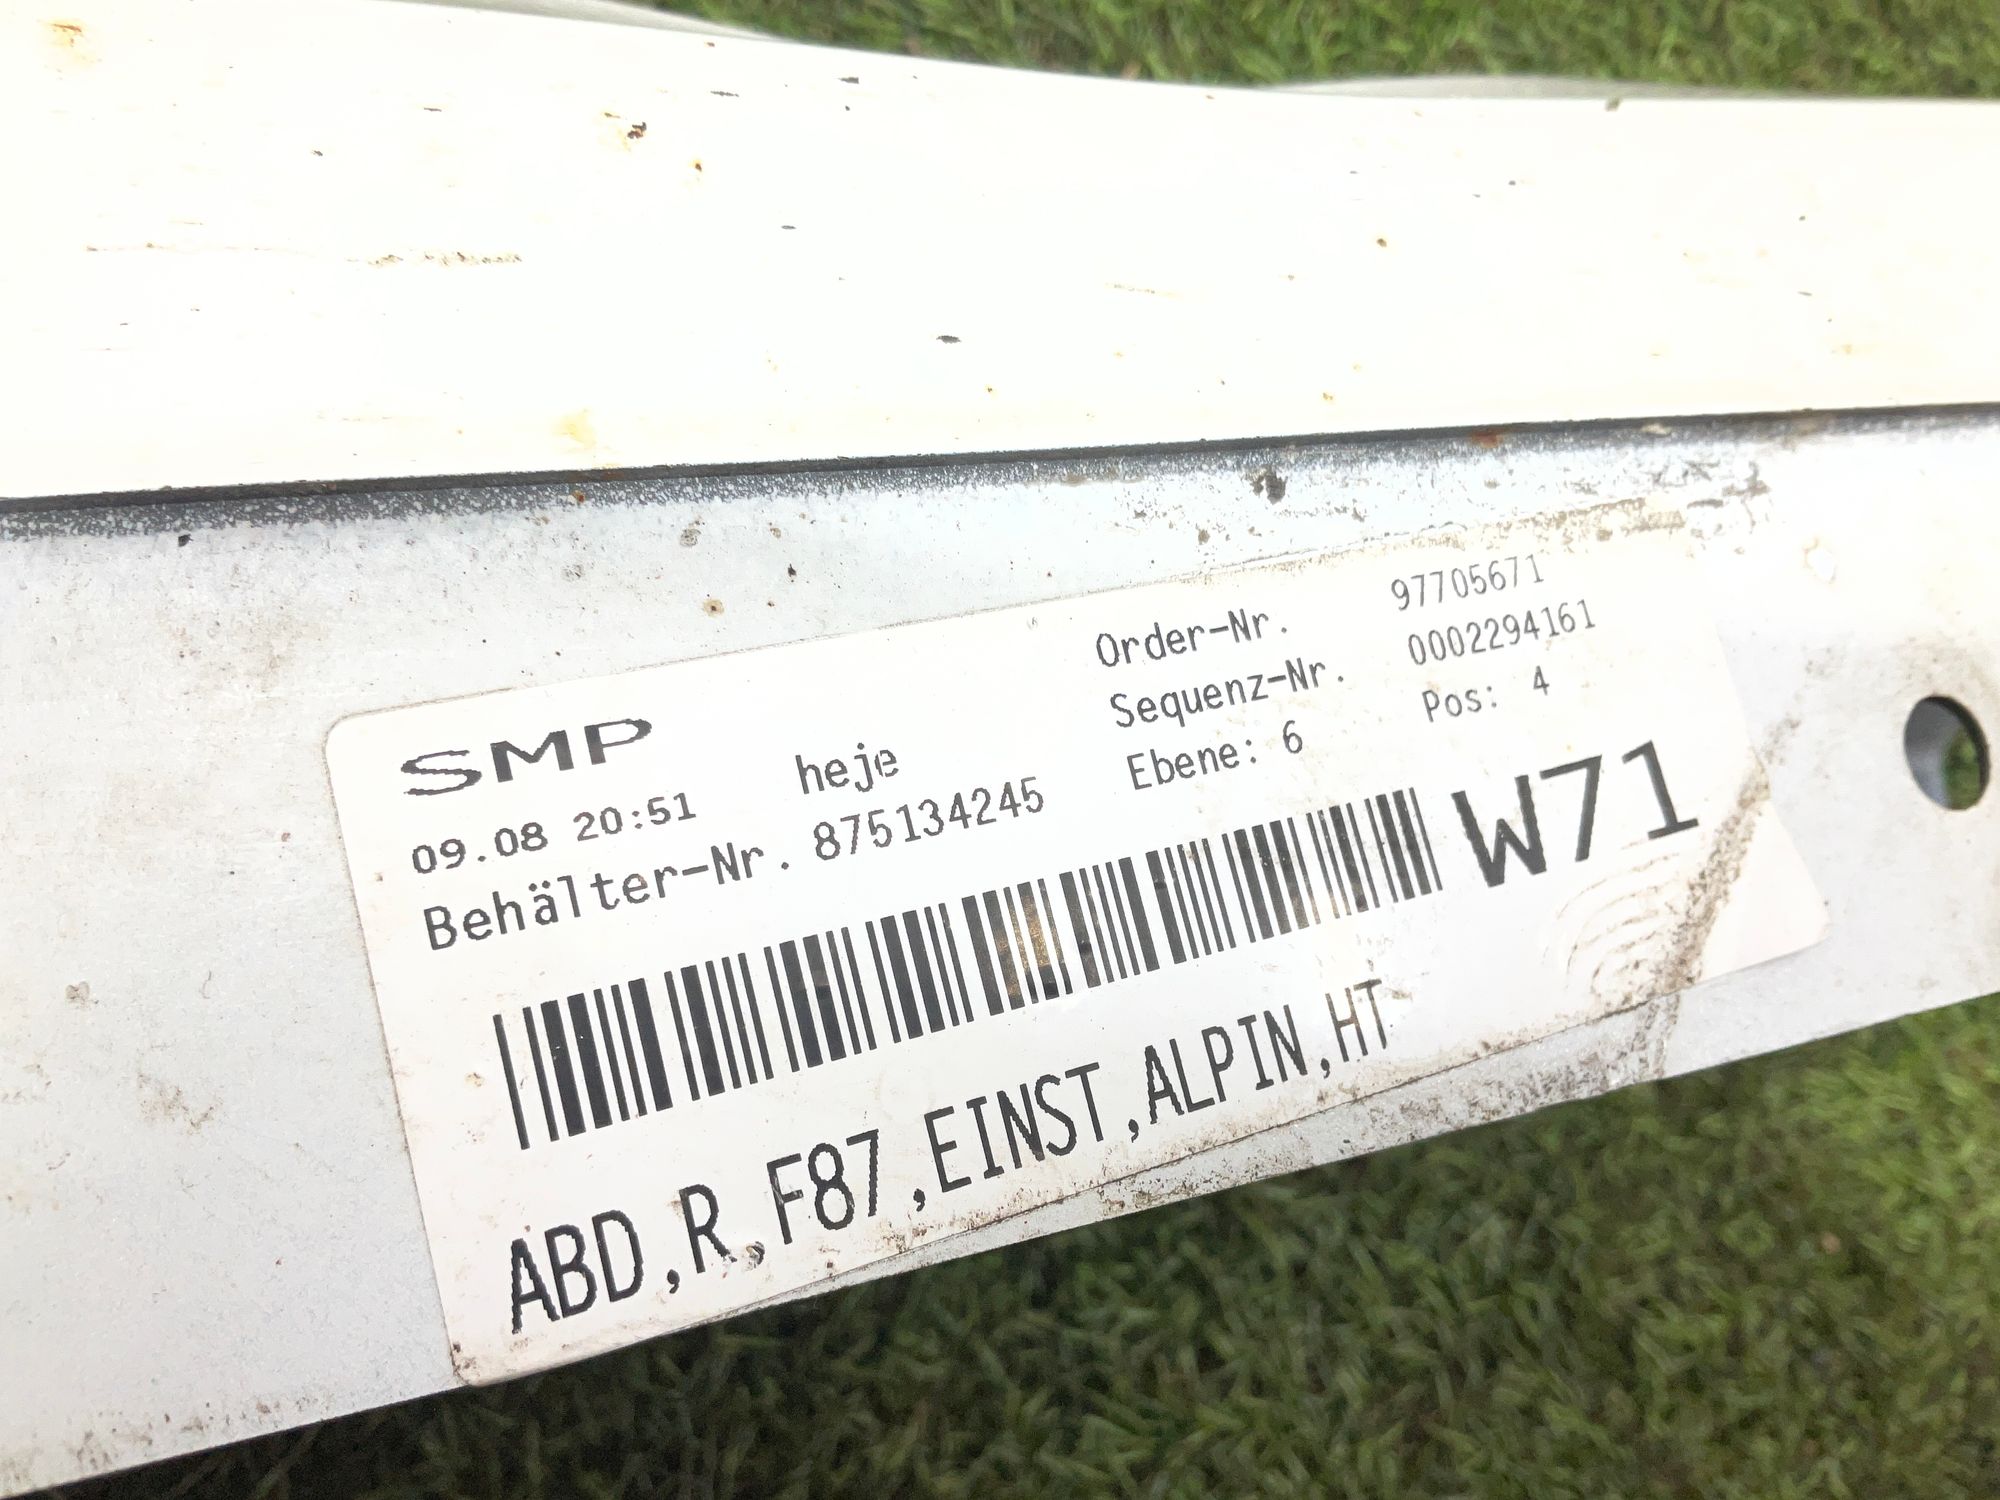 SMP
09.08 20:51 heje
Behälter-Nr. 875134245
Order-Nr. 97705671
Sequenz-Nr. 0002294161
Ebene: 6 Pos: 4
W71
ABD,R,F87,EINST,ALPIN,HT